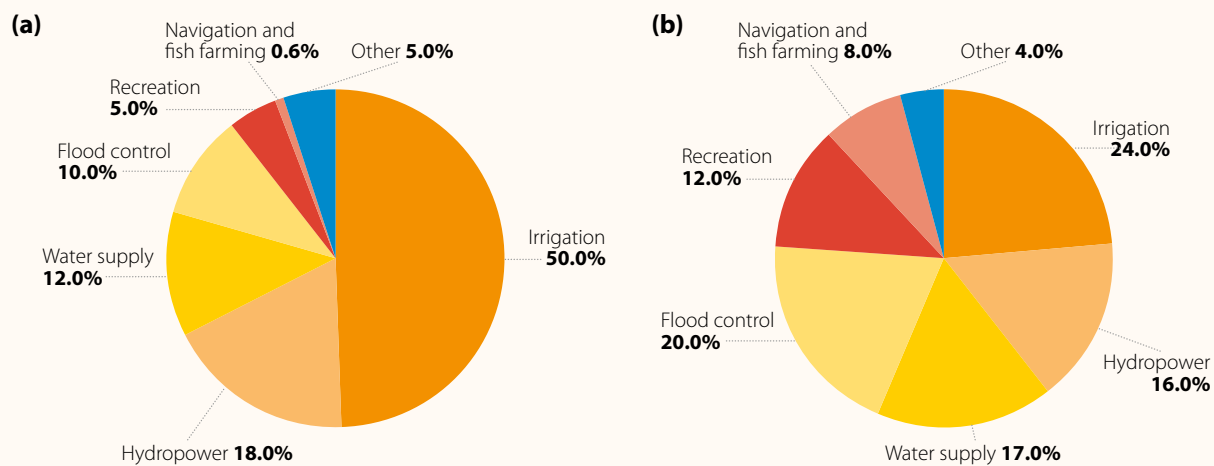 (a)
Navigation and
fish farming 0.6%
Other 5.0%
Recreation
5.0%
Flood control
10.0%
Water supply
12.0%
Irrigation
50.0%
Hydropower 18.0%
(b)
Navigation and
fish farming 8.0%
Other 4.0%
Irrigation
24.0%
Recreation
12.0%
Flood control
20.0%
Hydropower
16.0%
Water supply 17.0%